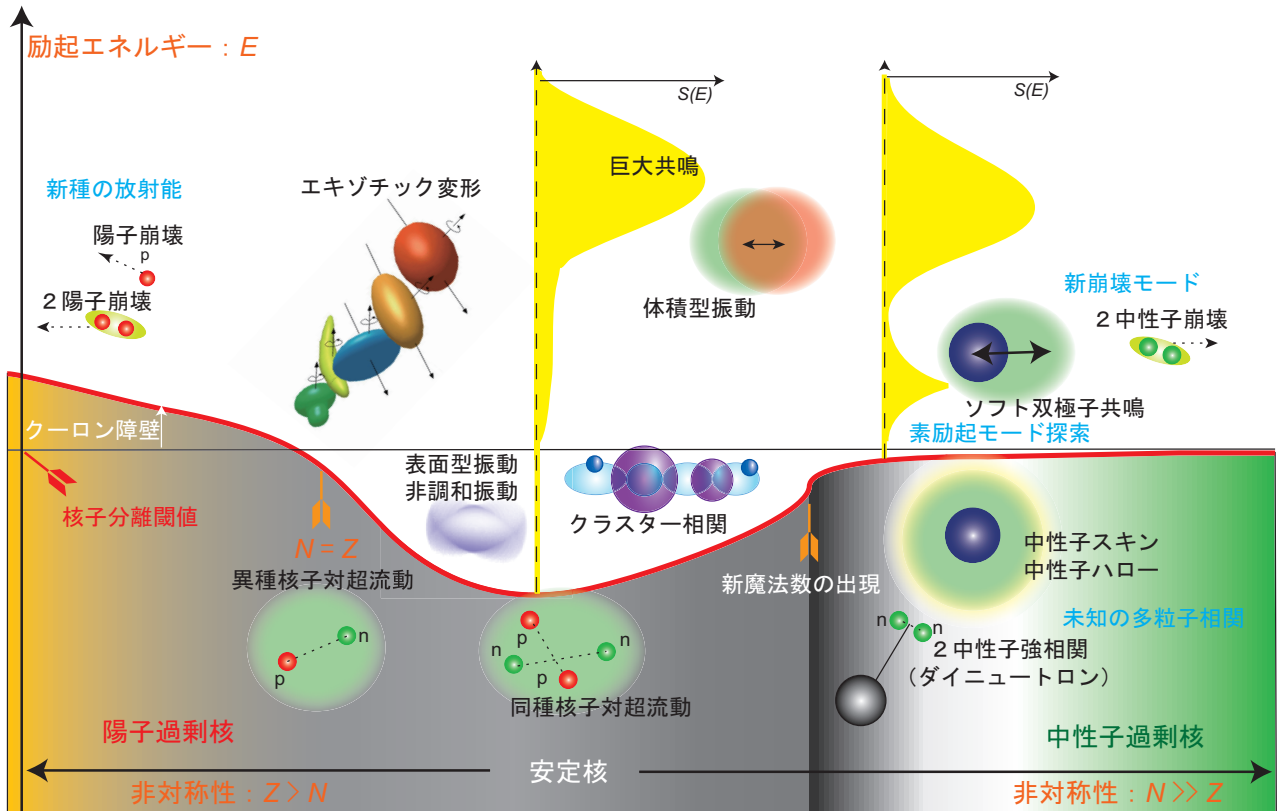 励起エネルギー：E
S(E)
S(E)
巨大共鳴
新種の放射能
エキゾチック変形
陽子崩壊
p
2陽子崩壊
体積型振動
新崩壊モード
2中性子崩壊
ソフト双極子共鳴
素励起モード探索
クーロン障壁
表面型振動
非調和振動
核子分離閾値
クラスター相関
N = Z
異種核子対超流動
新魔法数の出現
中性子スキン
中性子ハロー
未知の多粒子相関
n
p
p
n
n
p
n
n
2中性子強相関
（ダイニュートロン）
同種核子対超流動
陽子過剰核
中性子過剰核
安定核
非対称性：Z > N
非対称性：N >> Z